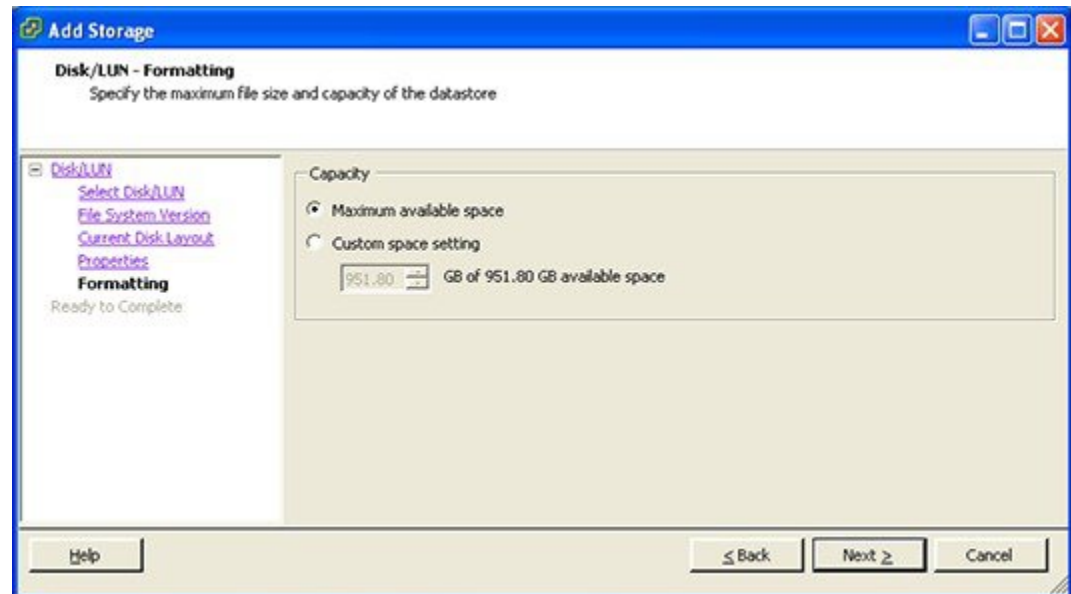 Add Storage
Disk/LUN - Formatting
Specify the maximum file size and capacity of the datastore
Disk/LUN
Select Disk/LUN
File System Version
Current Disk Layout
Properties
Formatting
Ready to Complete
Capacity
Maximum available space
Custom space setting
951.80 GB of 951.80 GB available space
Help
≤ Back
Next ≥
Cancel